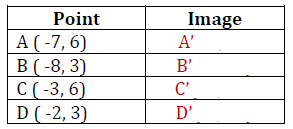 Point Image
A ( -7, 6) A’
B ( -8, 3) B’
C ( -3, 6) C’
D ( -2, 3) D’